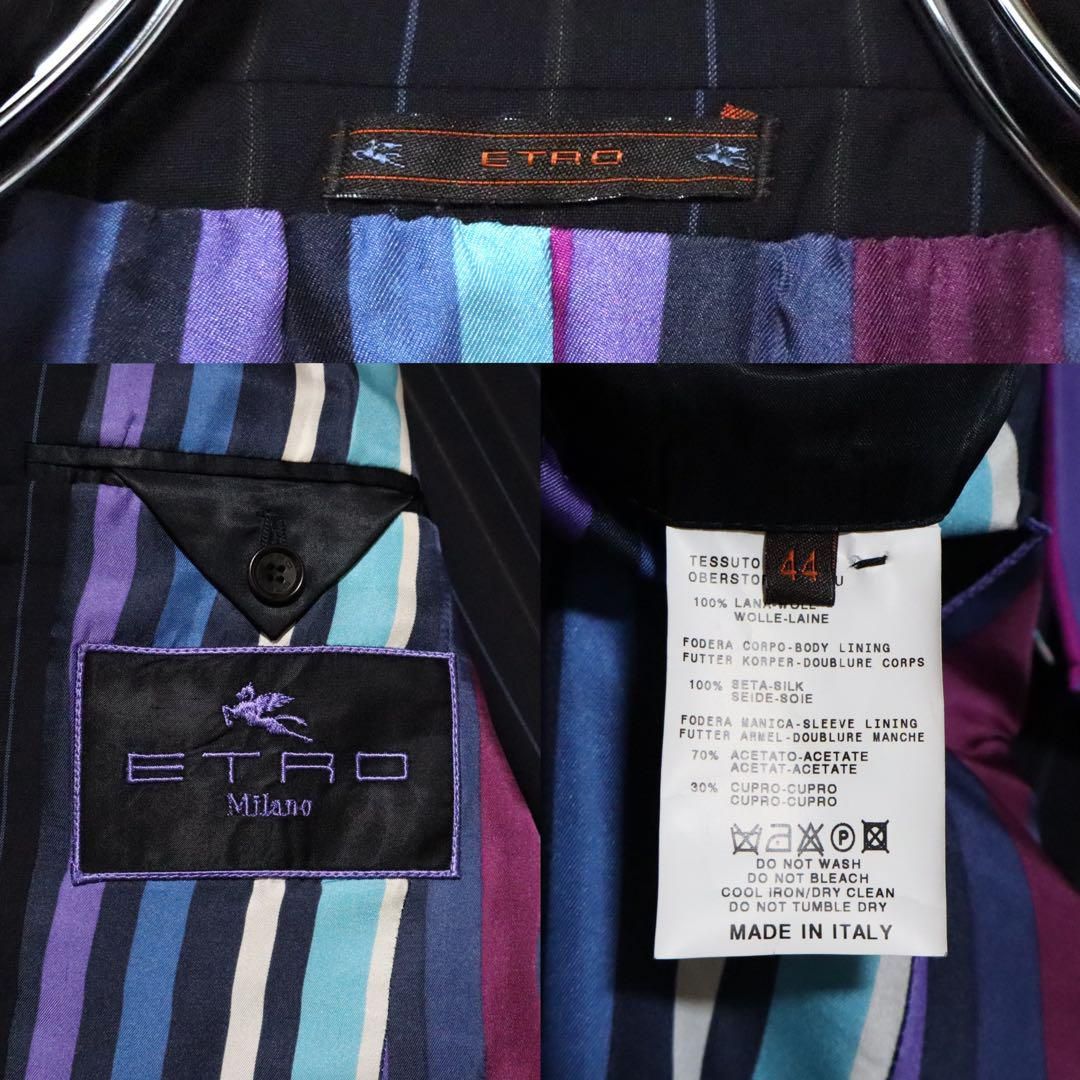 ETRO
ETRO
Milano
44
TESSUTO
OBERSTO U
100% LANA-WOLL
WOLLE-LAINE
FODERA CORPO-BODY LINING
FUTTER KORPER-DOUBLURE CORPS
100% SETA-SILK
SEIDE-SOIE
FODERA MANICA-SLEEVE LINING
FUTTER ARMEL-DOUBLURE MANCHE
70% ACETATO-ACETATE
ACETAT-ACETATE
30% CUPRO-CUPRO
CUPRO-CUPRO
DO NOT WASH
DO NOT BLEACH
COOL IRON/DRY CLEAN
DO NOT TUMBLE DRY
MADE IN ITALY